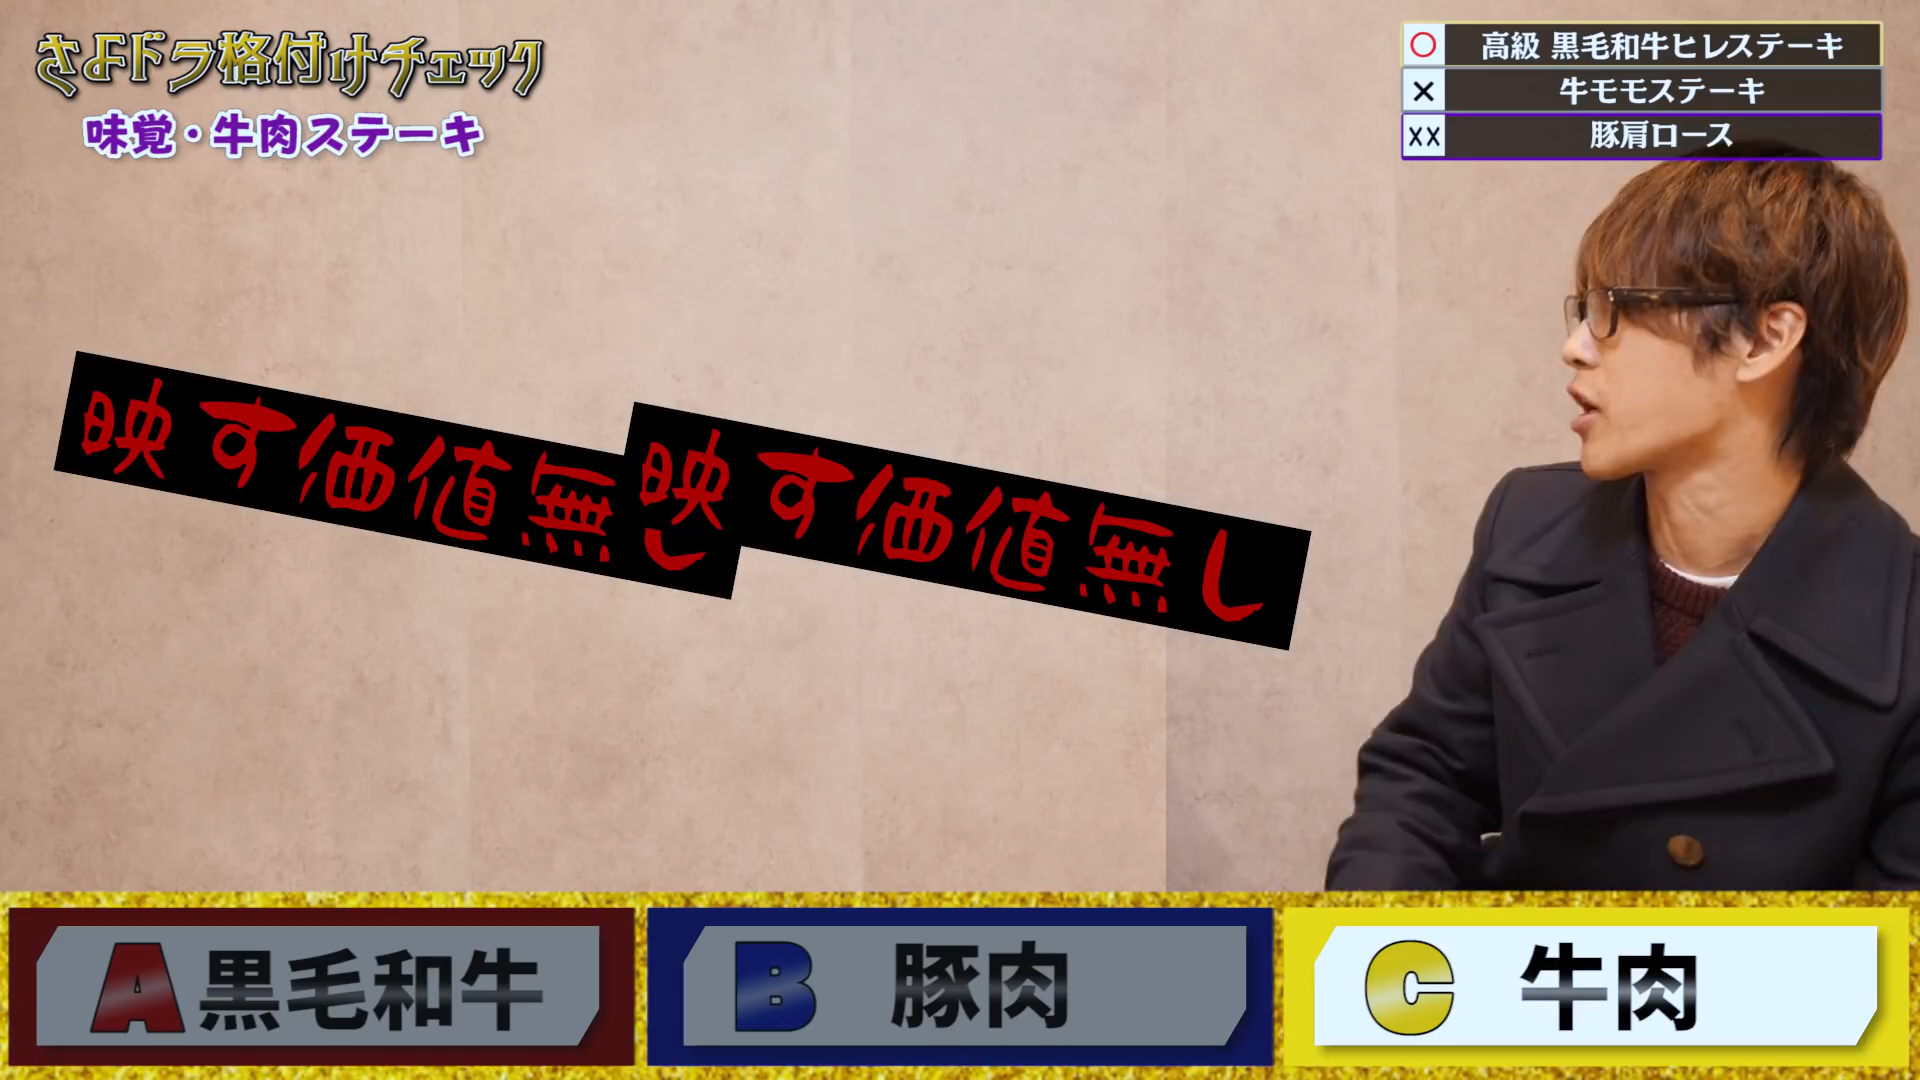 さよドラ格付けチェック
味覚・牛肉ステーキ
○ 高級 黒毛和牛ヒレステーキ
× 牛モモステーキ
×× 豚肩ロース
映す価値無し
映す価値無し
A 黒毛和牛
B 豚肉
C 牛肉